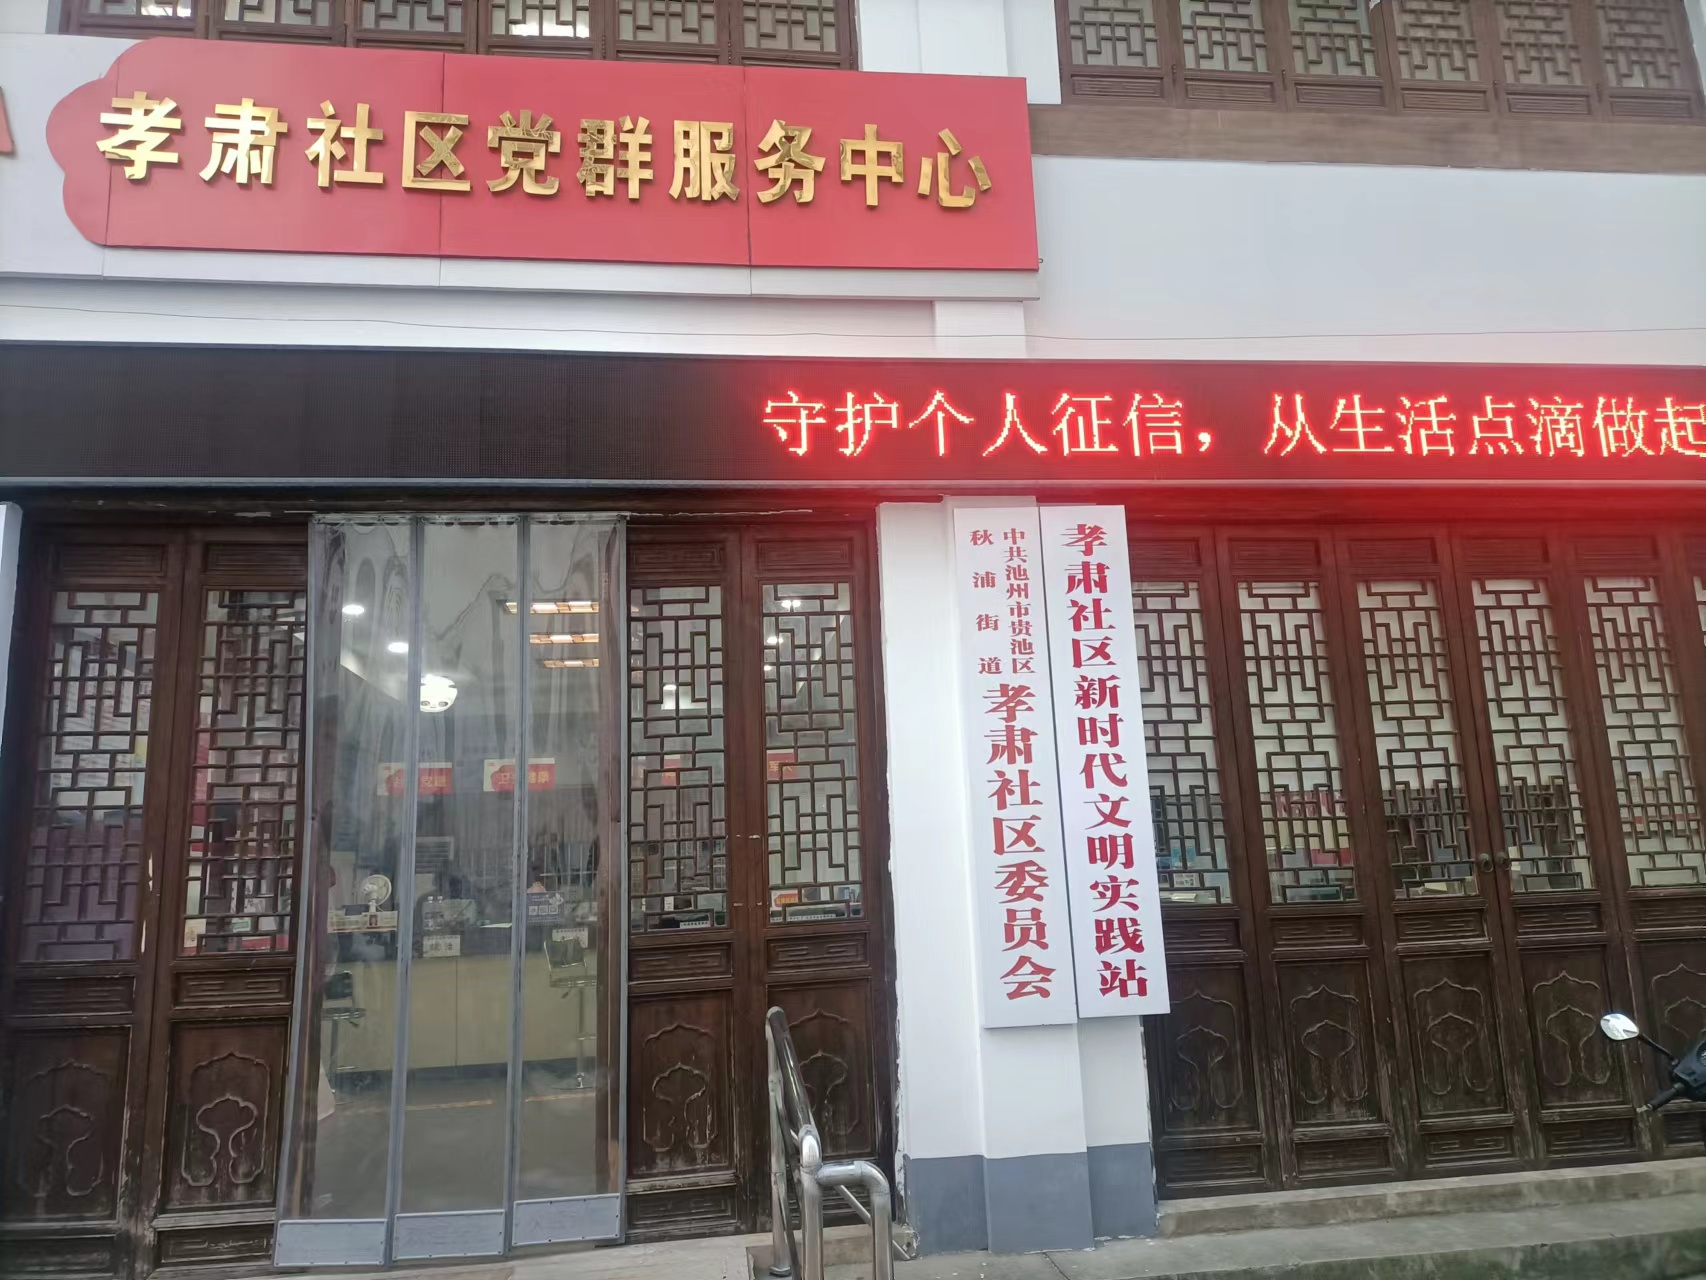 孝肃社区党群服务中心
守护个人征信，从生活点滴做起
中共池州市贵池区
秋浦街道
孝肃社区委员会
孝肃社区新时代文明实践站